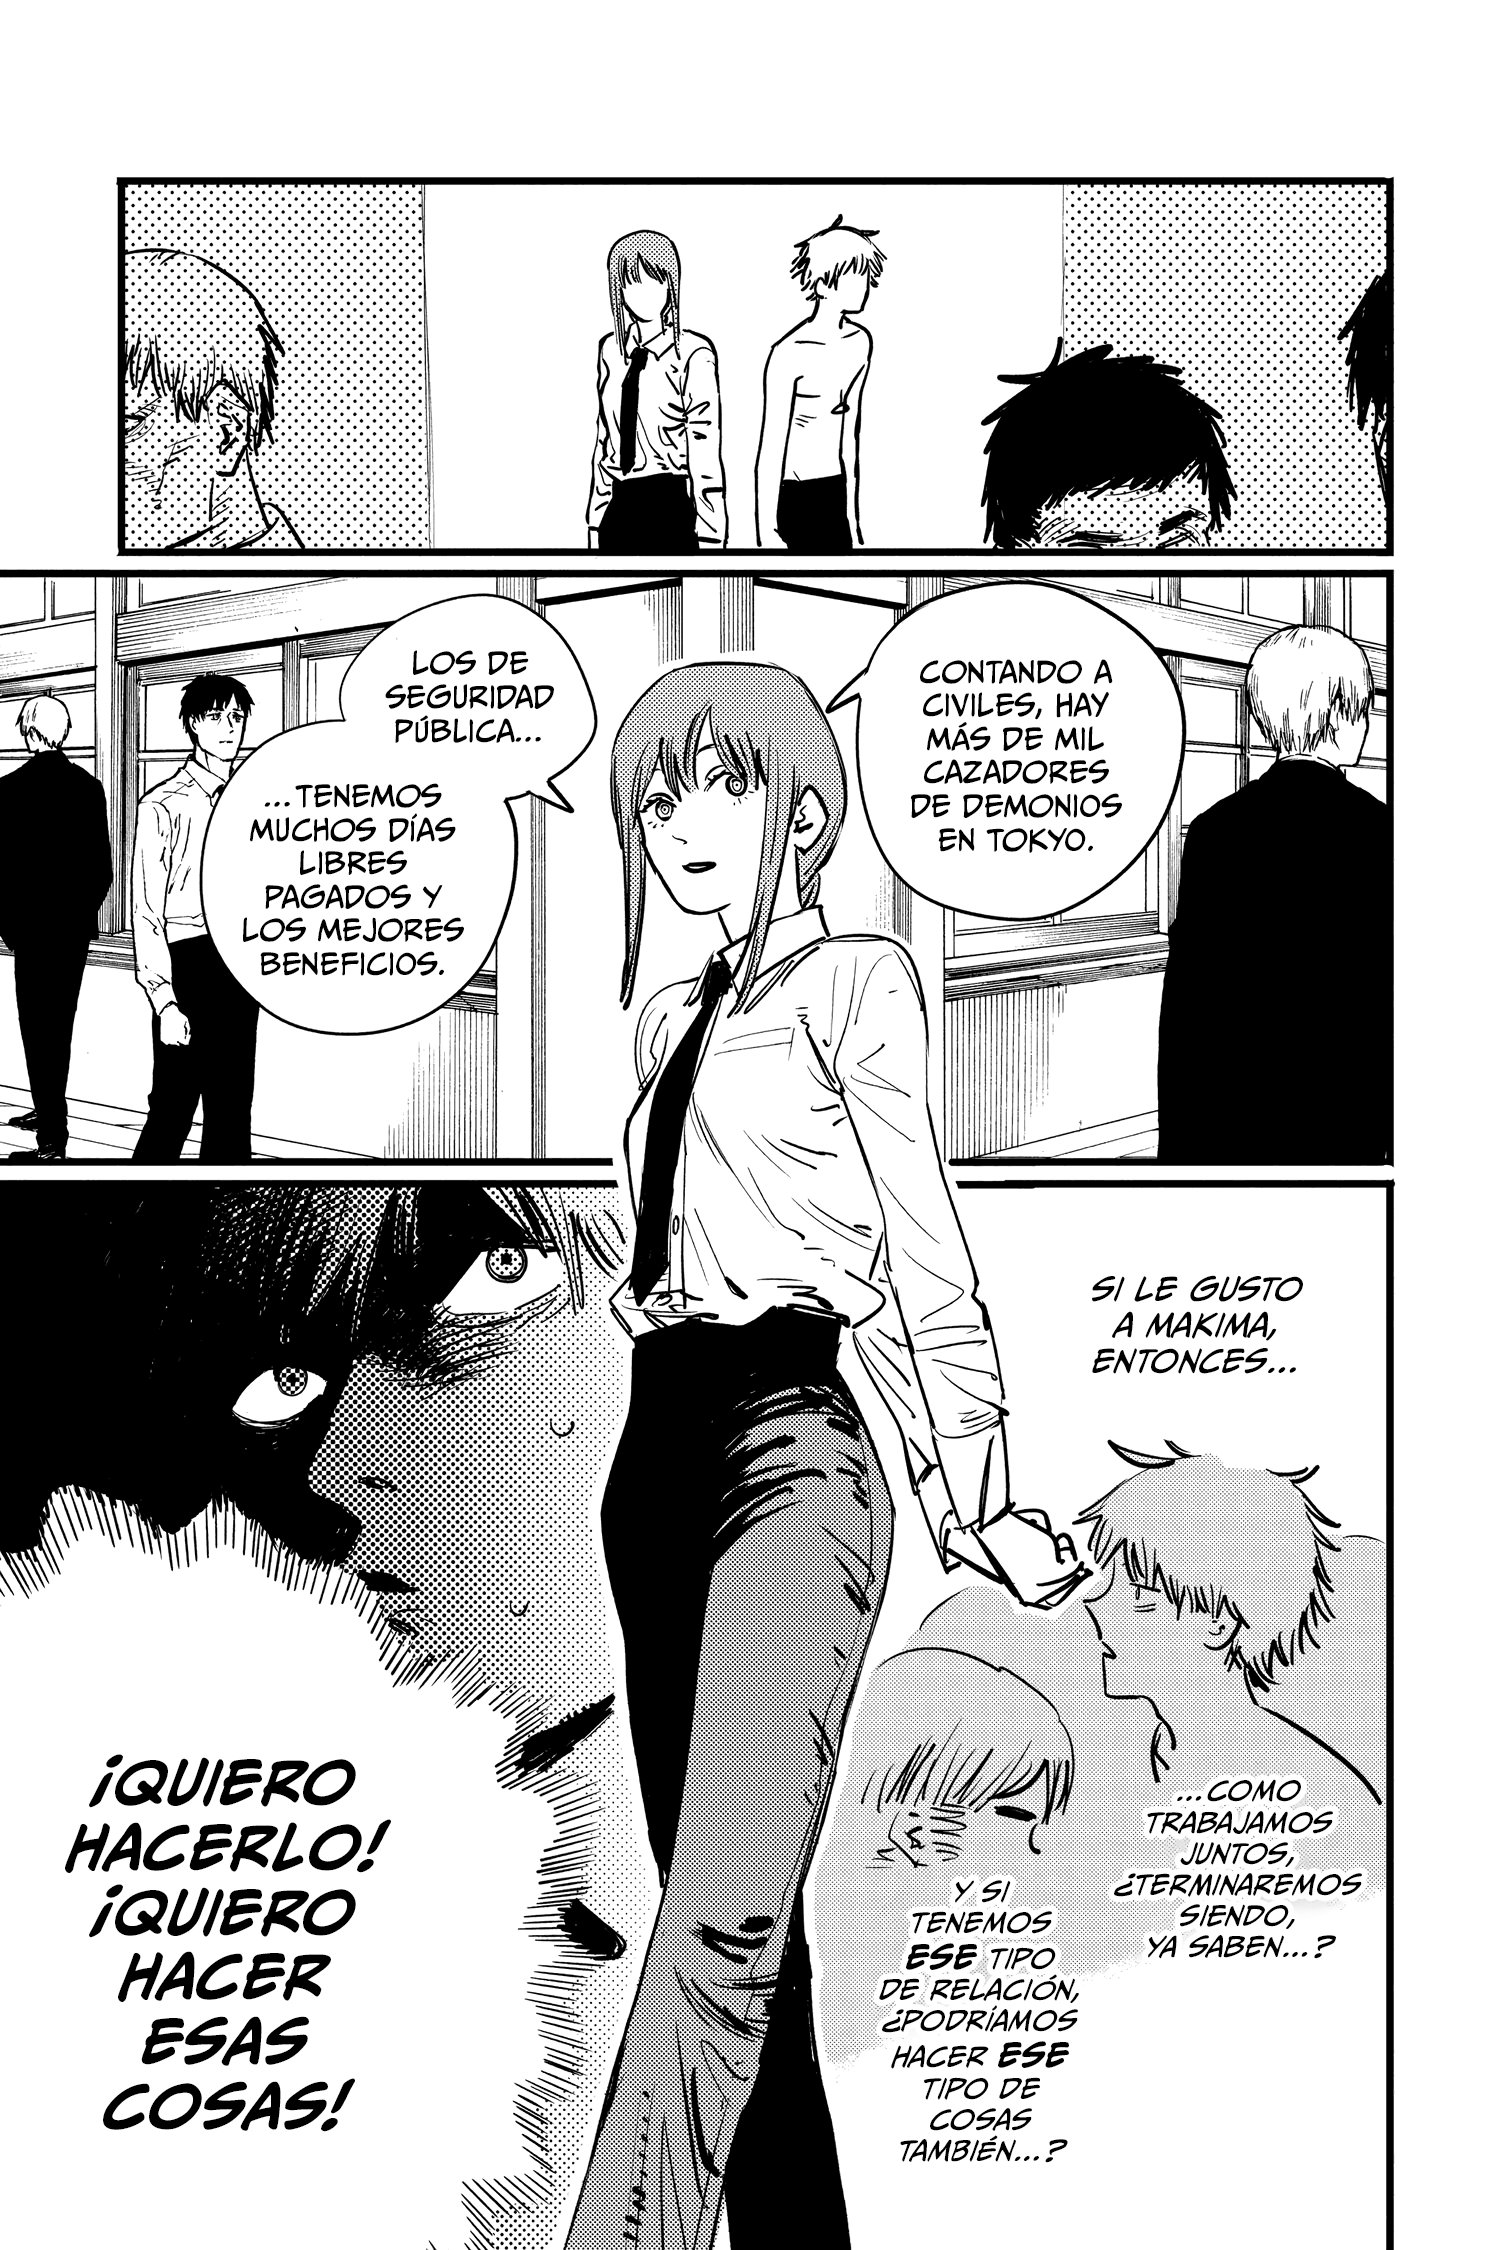 CONTANDO A
CIVILES, HAY
MÁS DE MIL
CAZADORES
DE DEMONIOS
EN TOKYO.
LOS DE
SEGURIDAD
PÚBLICA...
...TENEMOS
MUCHOS DÍAS
LIBRES
PAGADOS Y
LOS MEJORES
BENEFICIOS.
SI LE GUSTO
A MAKIMA,
ENTONCES...
...COMO
TRABAJAMOS
JUNTOS,
¿TERMINAREMOS
SIENDO,
YA SABEN...?
Y SI
TENEMOS
ESE TIPO
DE RELACIÓN,
¿PODRÍAMOS
HACER ESE
TIPO DE
COSAS
TAMBIÉN...?
¡QUIERO
HACERLO!
¡QUIERO
HACER
ESAS
COSAS!